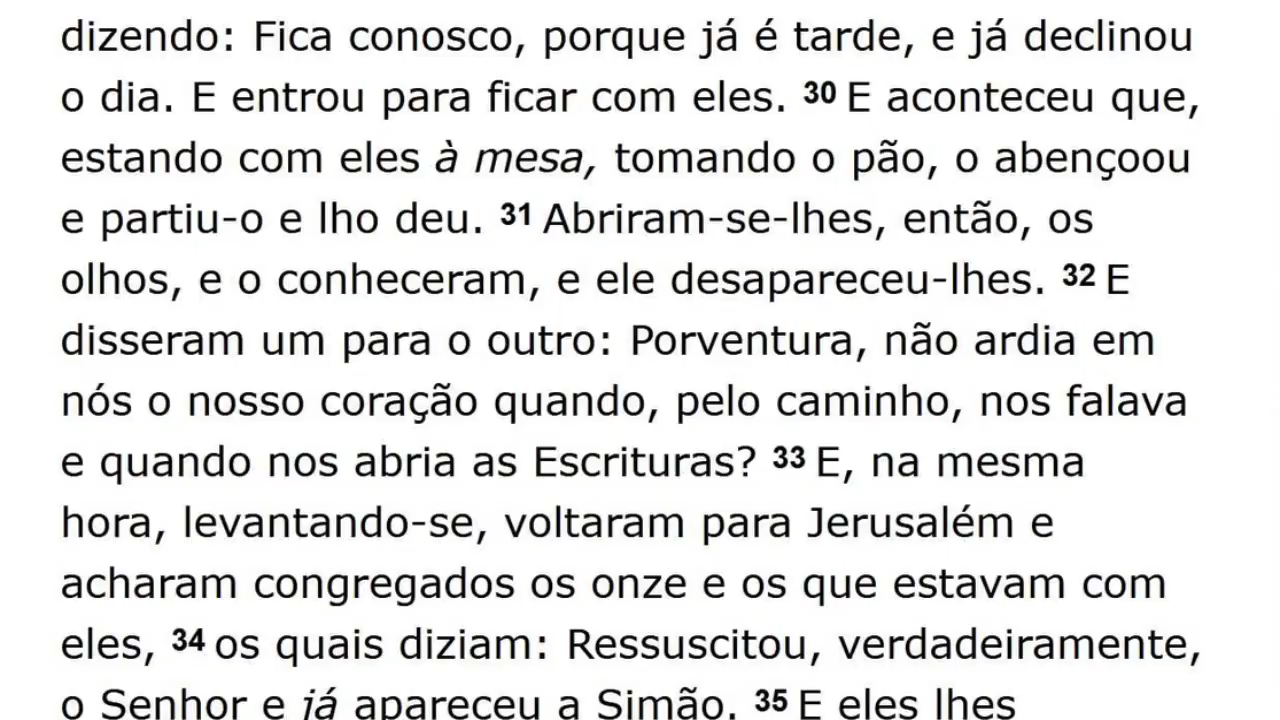 dizendo: Fica conosco, porque já é tarde, e já declinou
o dia. E entrou para ficar com eles. 30 E aconteceu que,
estando com eles à mesa, tomando o pão, o abençoou
e partiu-o e lho deu. 31 Abriram-se-lhes, então, os
olhos, e o conheceram, e ele desapareceu-lhes. 32 E
disseram um para o outro: Porventura, não ardia em
nós o nosso coração quando, pelo caminho, nos falava
e quando nos abria as Escrituras? 33 E, na mesma
hora, levantando-se, voltaram para Jerusalém e
acharam congregados os onze e os que estavam com
eles, 34 os quais diziam: Ressuscitou, verdadeiramente,
o Senhor e já apareceu a Simão. 35 E eles lhes